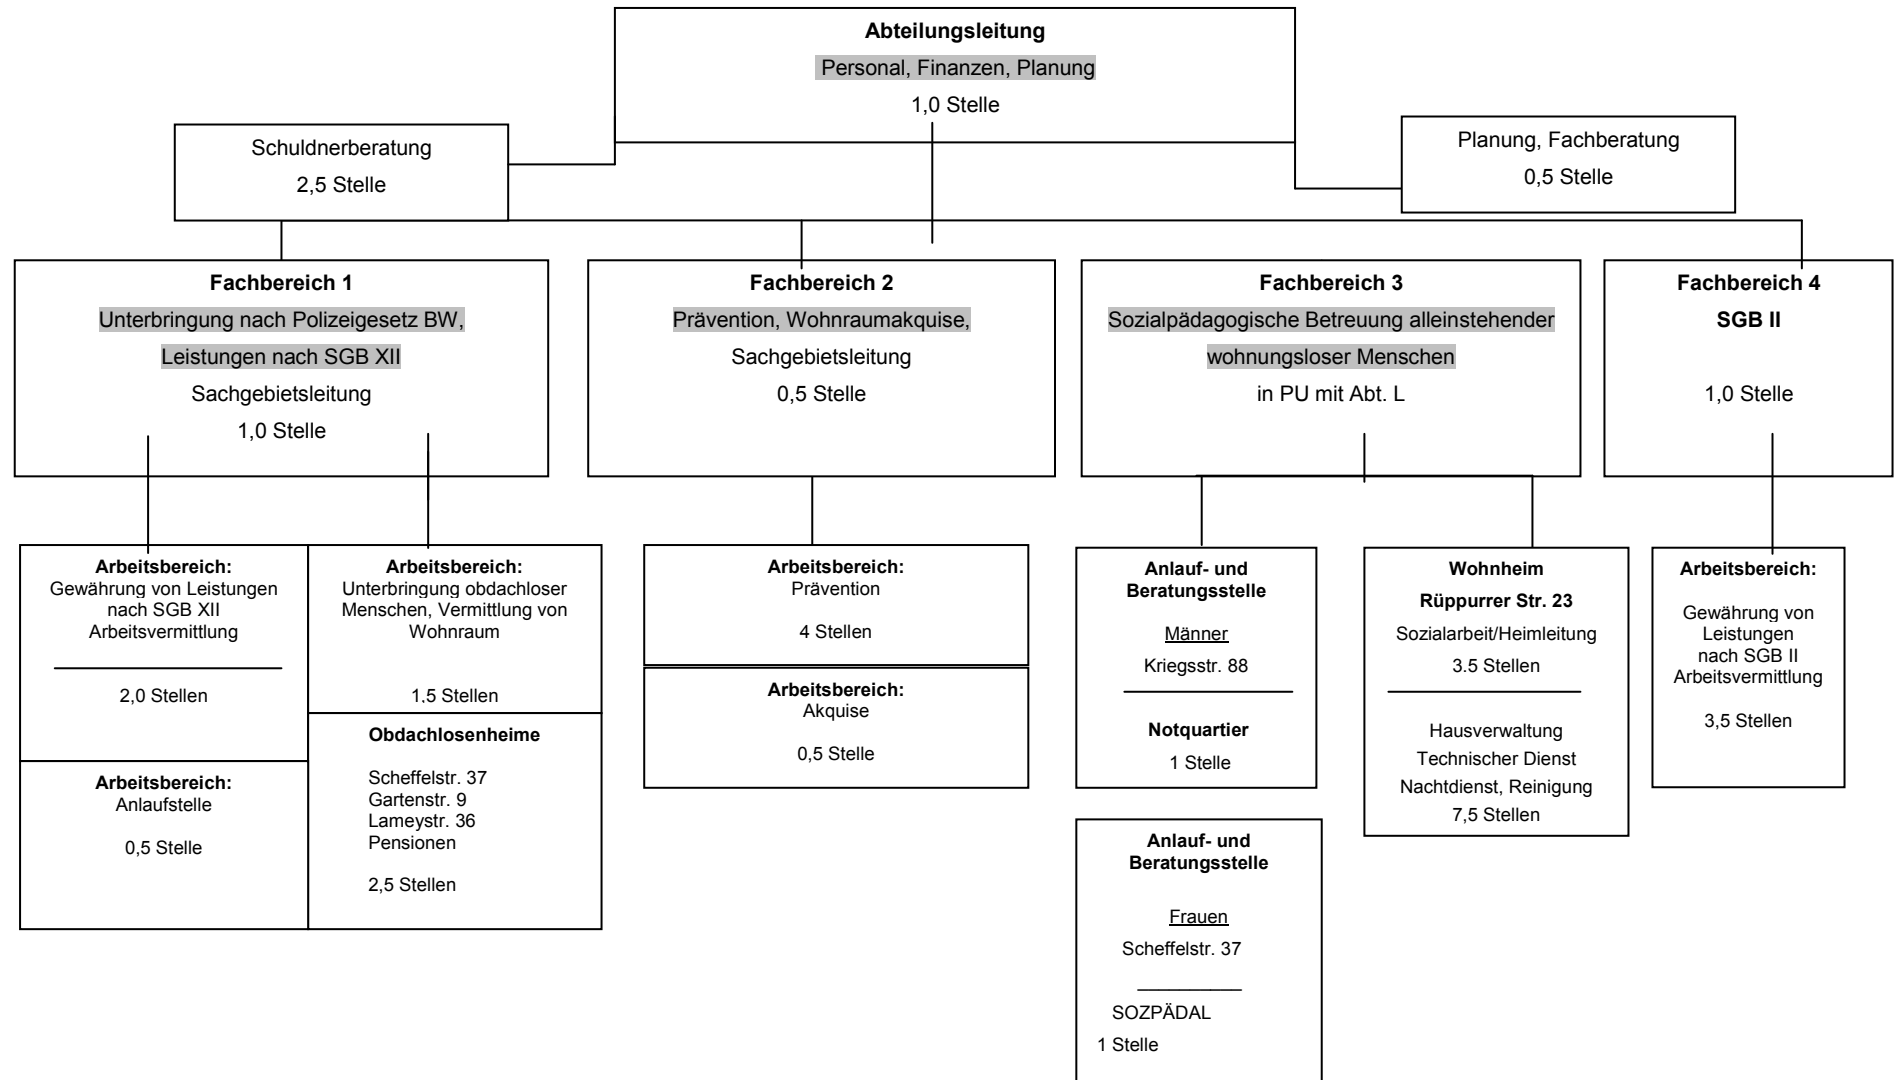 Abteilungsleitung
Personal, Finanzen, Planung
1,0 Stelle
Schuldnerberatung
2,5 Stelle
Planung, Fachberatung
0,5 Stelle
Fachbereich 1
Unterbringung nach Polizeigesetz BW,
Leistungen nach SGB XII
Sachgebietsleitung
1,0 Stelle
Fachbereich 2
Prävention, Wohnraumakquise,
Sachgebietsleitung
0,5 Stelle
Fachbereich 3
Sozialpädagogische Betreuung alleinstehender
wohnungsloser Menschen
in PU mit Abt. L
Fachbereich 4
SGB II
1,0 Stelle
Arbeitsbereich:
Gewährung von Leistungen
nach SGB XII
Arbeitsvermittlung
2,0 Stellen
Arbeitsbereich:
Anlaufstelle
0,5 Stelle
Arbeitsbereich:
Unterbringung obdachloser
Menschen, Vermittlung von
Wohnraum
1,5 Stellen
Obdachlosenheime
Scheffelstr. 37
Gartenstr. 9
Lameystr. 36
Pensionen
2,5 Stellen
Arbeitsbereich:
Prävention
4 Stellen
Arbeitsbereich:
Akquise
0,5 Stelle
Anlauf- und
Beratungsstelle
Männer
Kriegsstr. 88
Notquartier
1 Stelle
Anlauf- und
Beratungsstelle
Frauen
Scheffelstr. 37
SOZPÄDAL
1 Stelle
Wohnheim
Rüppurrer Str. 23
Sozialarbeit/Heimleitung
3.5 Stellen
Hausverwaltung
Technischer Dienst
Nachtdienst, Reinigung
7,5 Stellen
Arbeitsbereich:
Gewährung von
Leistungen
nach SGB II
Arbeitsvermittlung
3,5 Stellen